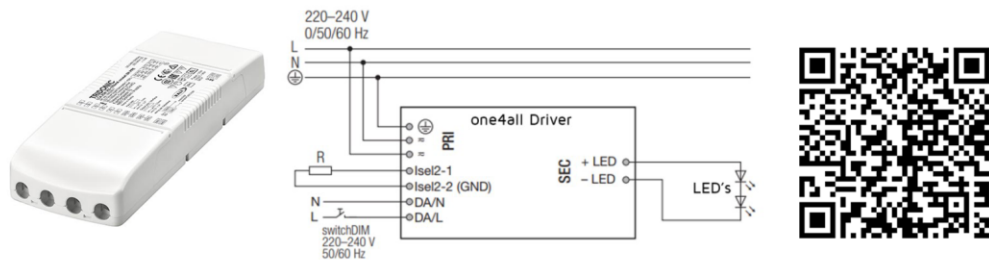 TRIDONIC
220–240 V
0/50/60 Hz
L
N
one4all Driver
PRI
≈
≈
R
Isel2-1
Isel2-2 (GND)
N
DA/N
L
DA/L
switchDIM
220–240 V
50/60 Hz
SEC
+ LED
– LED
LED's